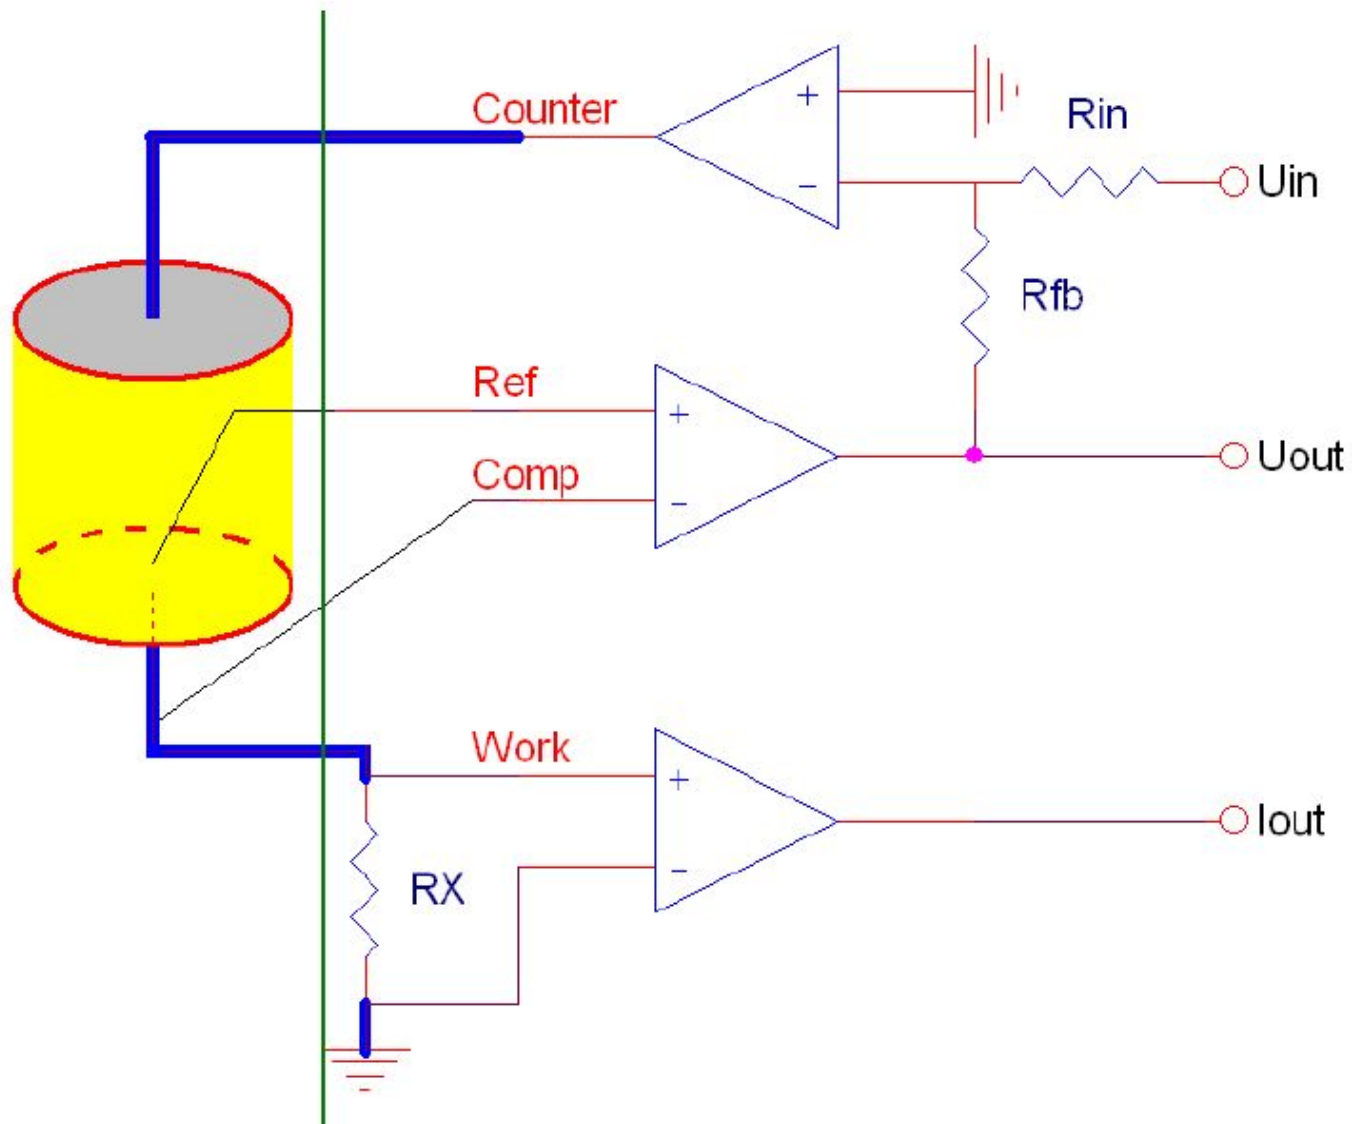 Counter
+
Rin
−
Uin
Rfb
Ref
+
Comp
−
Uout
Work
+
Iout
RX
−